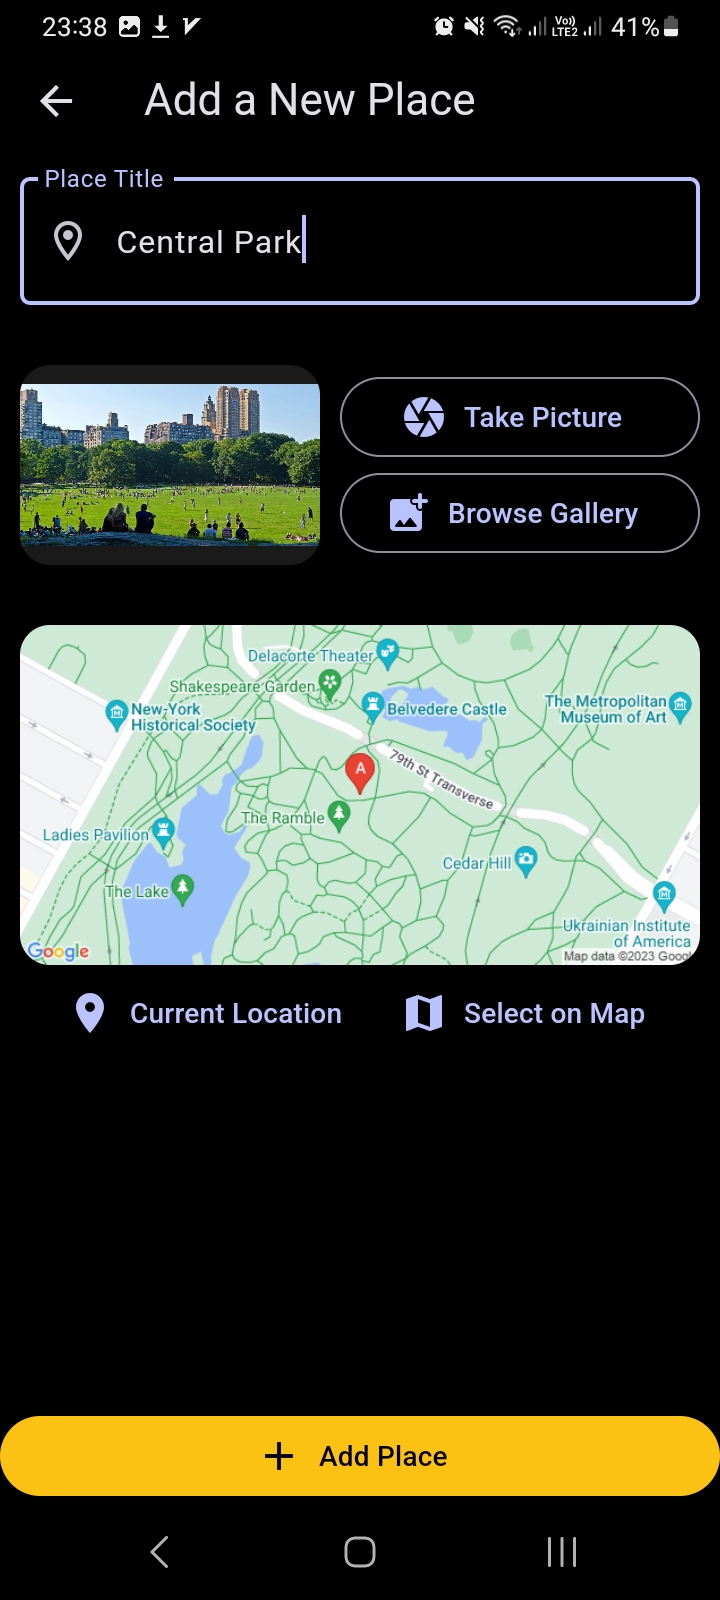 23:38
Vo))
LTE2
41%
Add a New Place
Place Title
Central Park
Take Picture
Browse Gallery
Delacorte Theater
Shakespeare Garden
New-York
Historical Society
Belvedere Castle
The Metropolitan
Museum of Art
A
79th St Transverse
The Ramble
Ladies Pavilion
Cedar Hill
The Lake
Ukrainian Institute
of America
Google
Map data ©2023 Googl
Current Location
Select on Map
Add Place